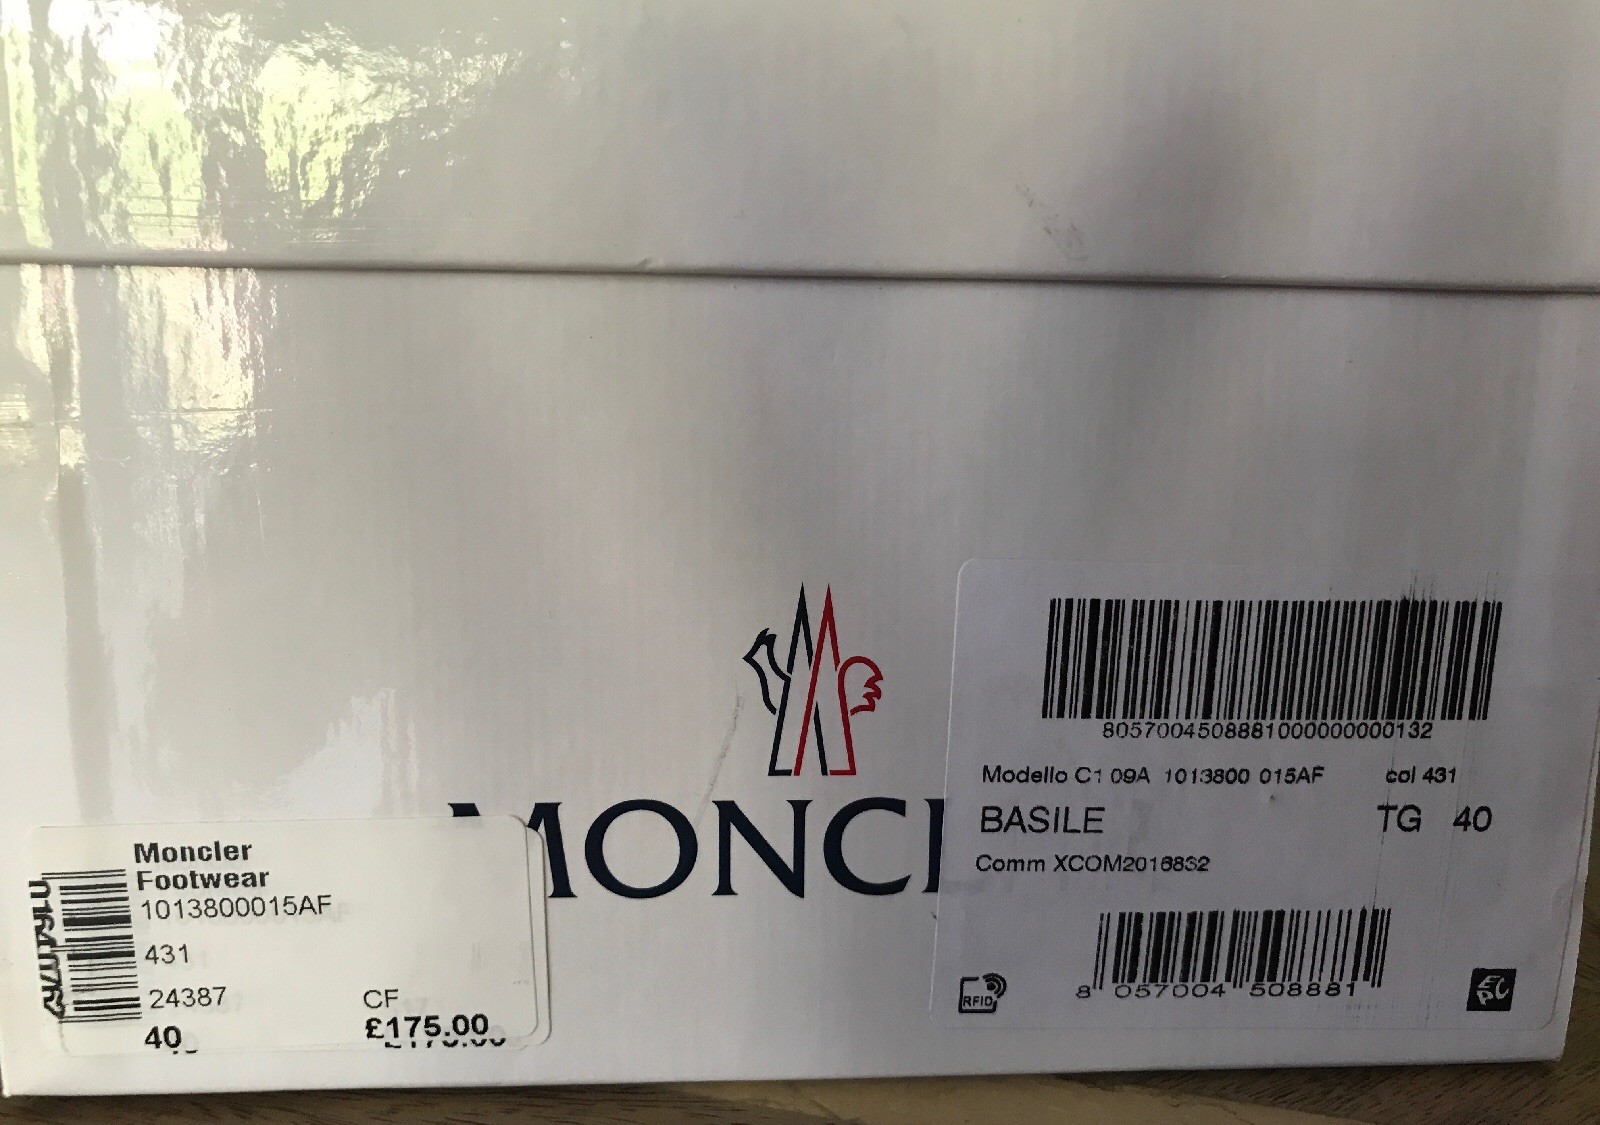 MONCL
8057004508881000000000132
Modello C1 09A 1013800 015AF col 431
BASILE TG 40
Comm XCOM2016832
8 057004 508881
RFID
EPC
Moncler
Footwear
1013800015AF
431
24387 CF
40 £175.00